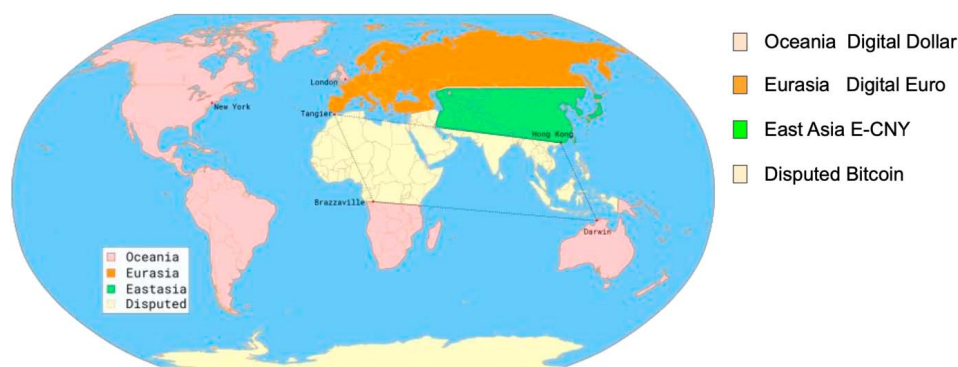 London
New York
Tangier
Hong Kong
Brazzaville
Darwin
Oceania
Eurasia
Eastasia
Disputed
Oceania Digital Dollar
Eurasia Digital Euro
East Asia E-CNY
Disputed Bitcoin